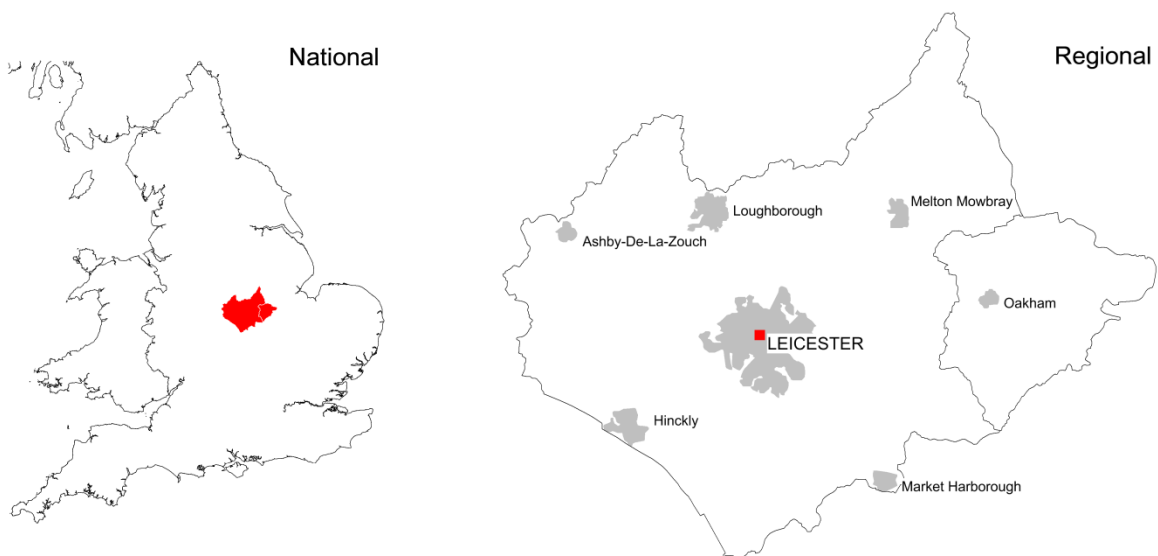 National
Regional
Loughborough
Melton Mowbray
Ashby-De-La-Zouch
Oakham
LEICESTER
Hinckly
Market Harborough